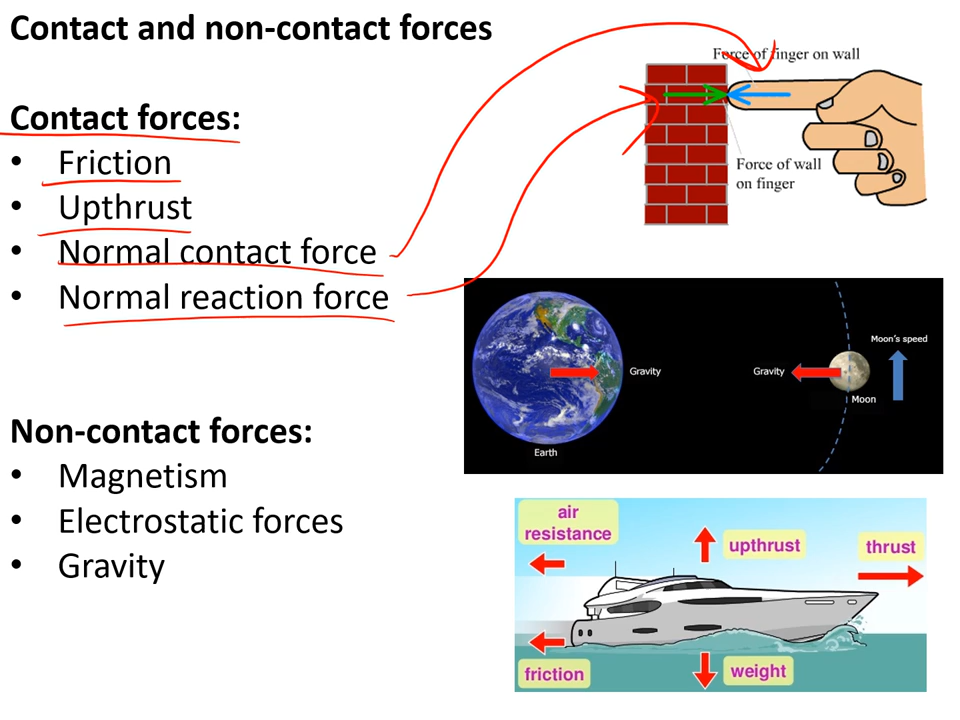 Contact and non-contact forces
Contact forces:
• Friction
• Upthrust
• Normal contact force
• Normal reaction force
Non-contact forces:
• Magnetism
• Electrostatic forces
• Gravity
Force of finger on wall
Force of wall
on finger
Moon's speed
Gravity
Gravity
Moon
Earth
air
resistance
upthrust
thrust
friction
weight